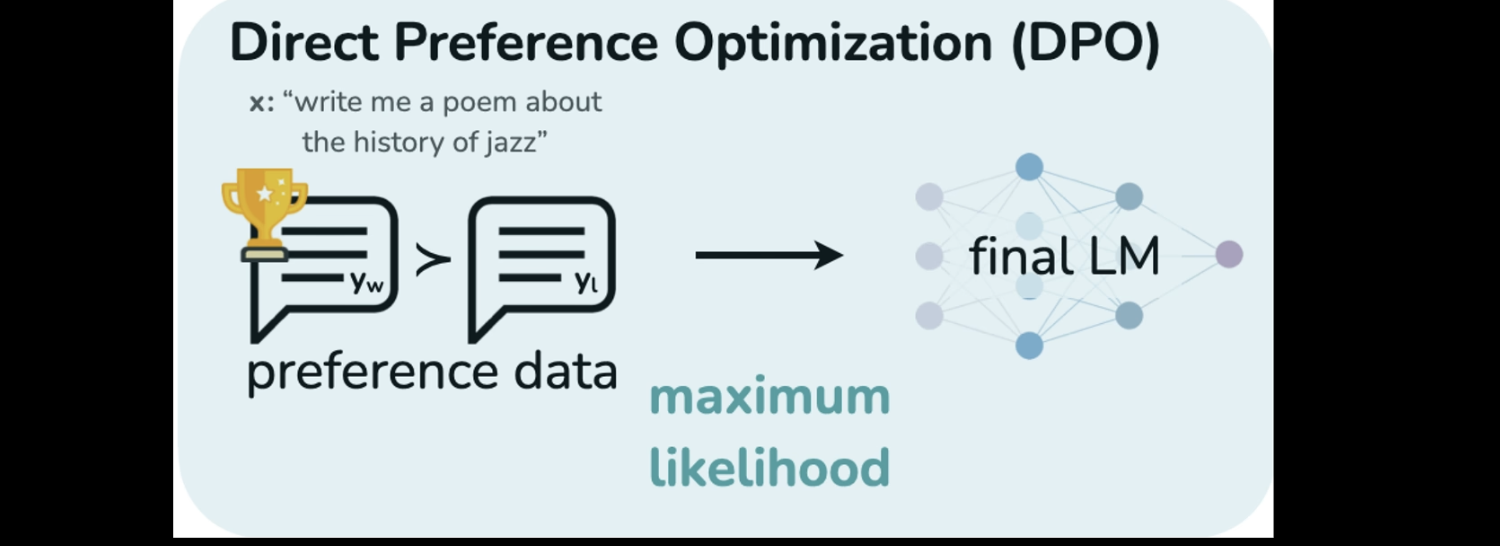 Direct Preference Optimization (DPO)
x: “write me a poem about
the history of jazz”
y_w ≻ y_l
final LM
preference data
maximum
likelihood